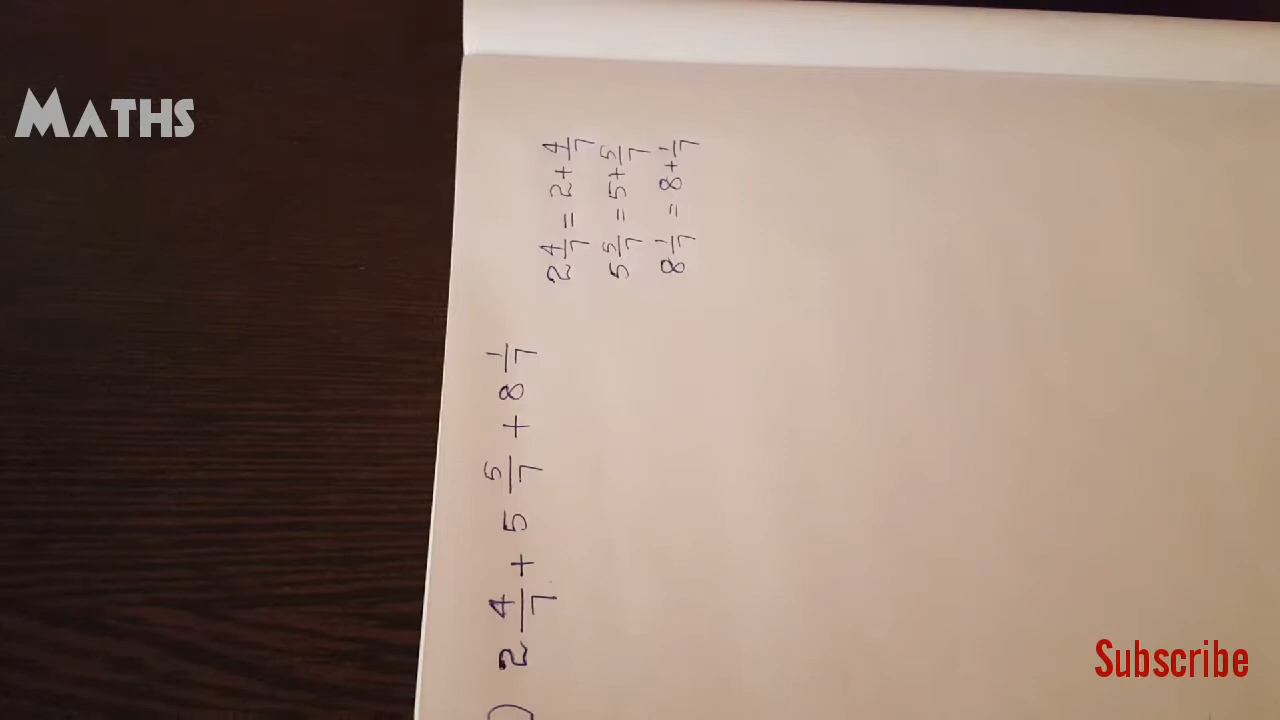 MATHS
) 2 4/7 + 5 5/7 + 8 1/7
2 4/7 = 2 + 4/7
5 5/7 = 5 + 5/7
8 1/7 = 8 + 1/7
Subscribe